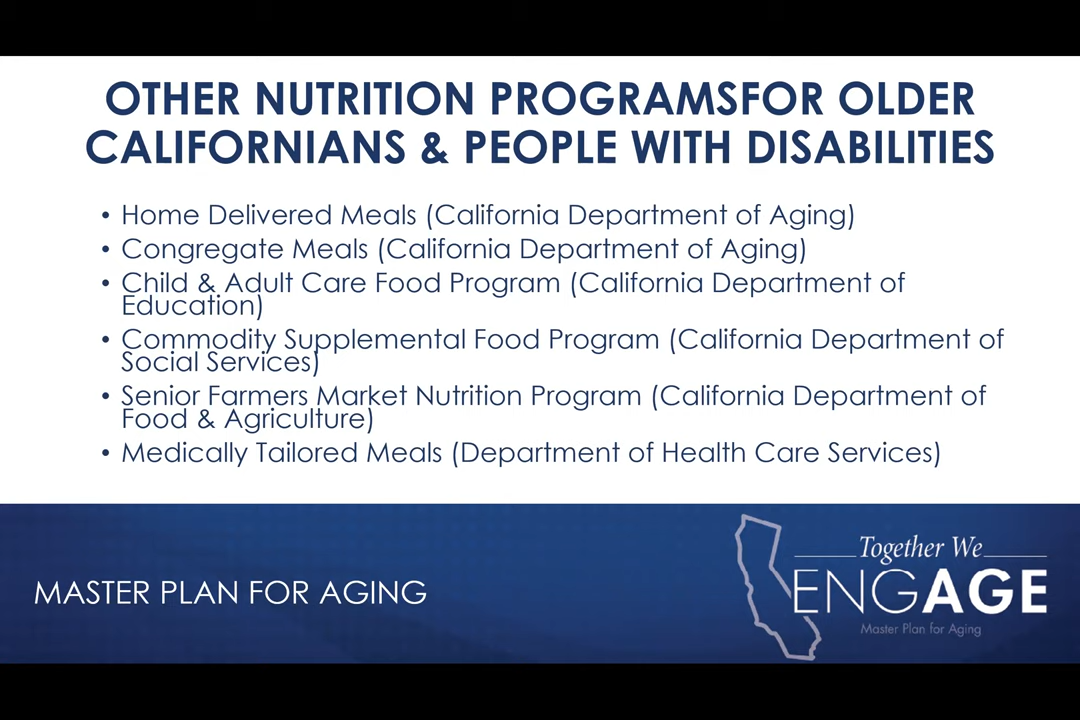 OTHER NUTRITION PROGRAMSFOR OLDER
CALIFORNIANS & PEOPLE WITH DISABILITIES
• Home Delivered Meals (California Department of Aging)
• Congregate Meals (California Department of Aging)
• Child & Adult Care Food Program (California Department of
Education)
• Commodity Supplemental Food Program (California Department of
Social Services)
• Senior Farmers Market Nutrition Program (California Department of
Food & Agriculture)
• Medically Tailored Meals (Department of Health Care Services)
MASTER PLAN FOR AGING
Together We
ENGAGE
Master Plan for Aging